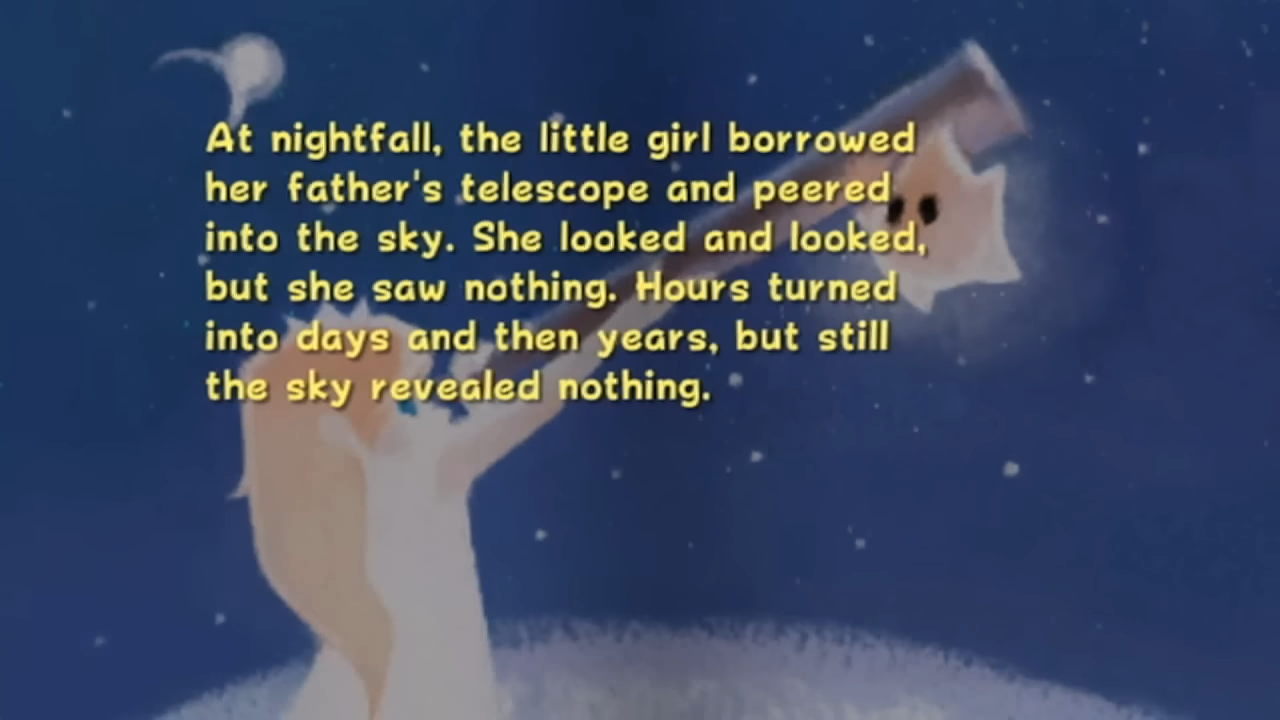 At nightfall, the little girl borrowed
her father's telescope and peered
into the sky. She looked and looked,
but she saw nothing. Hours turned
into days and then years, but still
the sky revealed nothing.